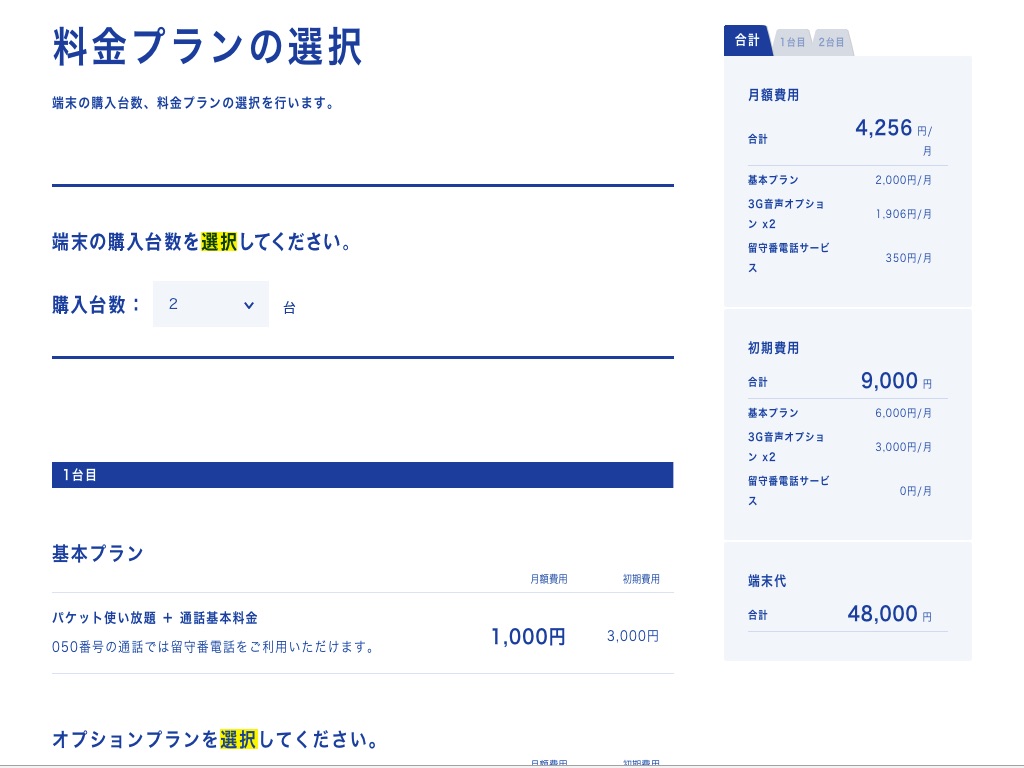 料金プランの選択
端末の購入台数、料金プランの選択を行います。
端末の購入台数を選択してください。
購入台数： 2 台
1台目
基本プラン
月額費用 初期費用
パケット使い放題 ＋ 通話基本料金
050番号の通話では留守番電話をご利用いただけます。
1,000円 3,000円
オプションプランを選択してください。
月額費用 初期費用
合計 1台目 2台目
月額費用
合計 4,256 円/
月
基本プラン 2,000円/月
3G音声オプショ
ン x2 1,906円/月
留守番電話サービ
ス 350円/月
初期費用
合計 9,000 円
基本プラン 6,000円/月
3G音声オプショ
ン x2 3,000円/月
留守番電話サービ
ス 0円/月
端末代
合計 48,000 円